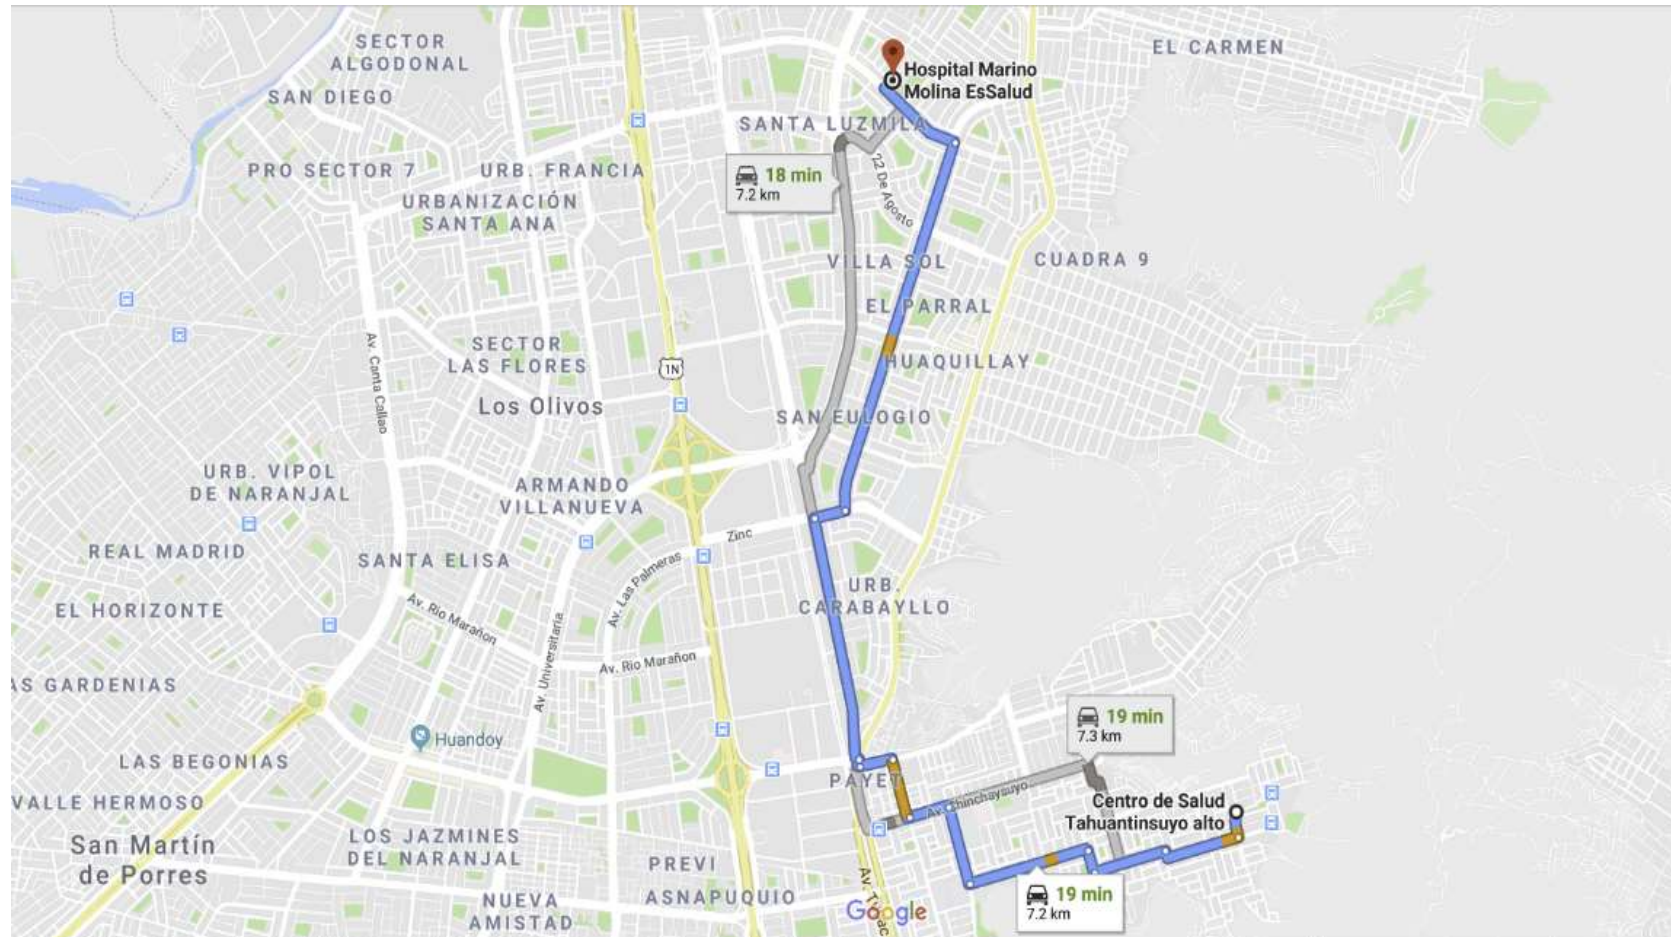 SECTOR
ALGODONAL
EL CARMEN
Hospital Marino
Molina EsSalud
SAN DIEGO
SANTA LUZMILA
PRO SECTOR 7
URB. FRANCIA
18 min
7.2 km
22 De Agosto
URBANIZACIÓN
SANTA ANA
VILLA SOL
CUADRA 9
EL PARRAL
SECTOR
LAS FLORES
Av. Canta Callao
1N
HUAQUILLAY
Los Olivos
SAN EULOGIO
URB. VIPOL
DE NARANJAL
ARMANDO
VILLANUEVA
Zinc
REAL MADRID
SANTA ELISA
Av. Las Palmeras
URB.
CARABAYLLO
EL HORIZONTE
Av. Rio Marañon
Av. Universitaria
Av. Rio Marañon
AS GARDENIAS
19 min
7.3 km
Huandoy
LAS BEGONIAS
PAYET
Chinchaysuyo
Centro de Salud
Tahuantinsuyo alto
VALLE HERMOSO
San Martín
de Porres
LOS JAZMINES
DEL NARANJAL
PREVI
19 min
7.2 km
NUEVA
AMISTAD
ASNAPUQUIO
Google